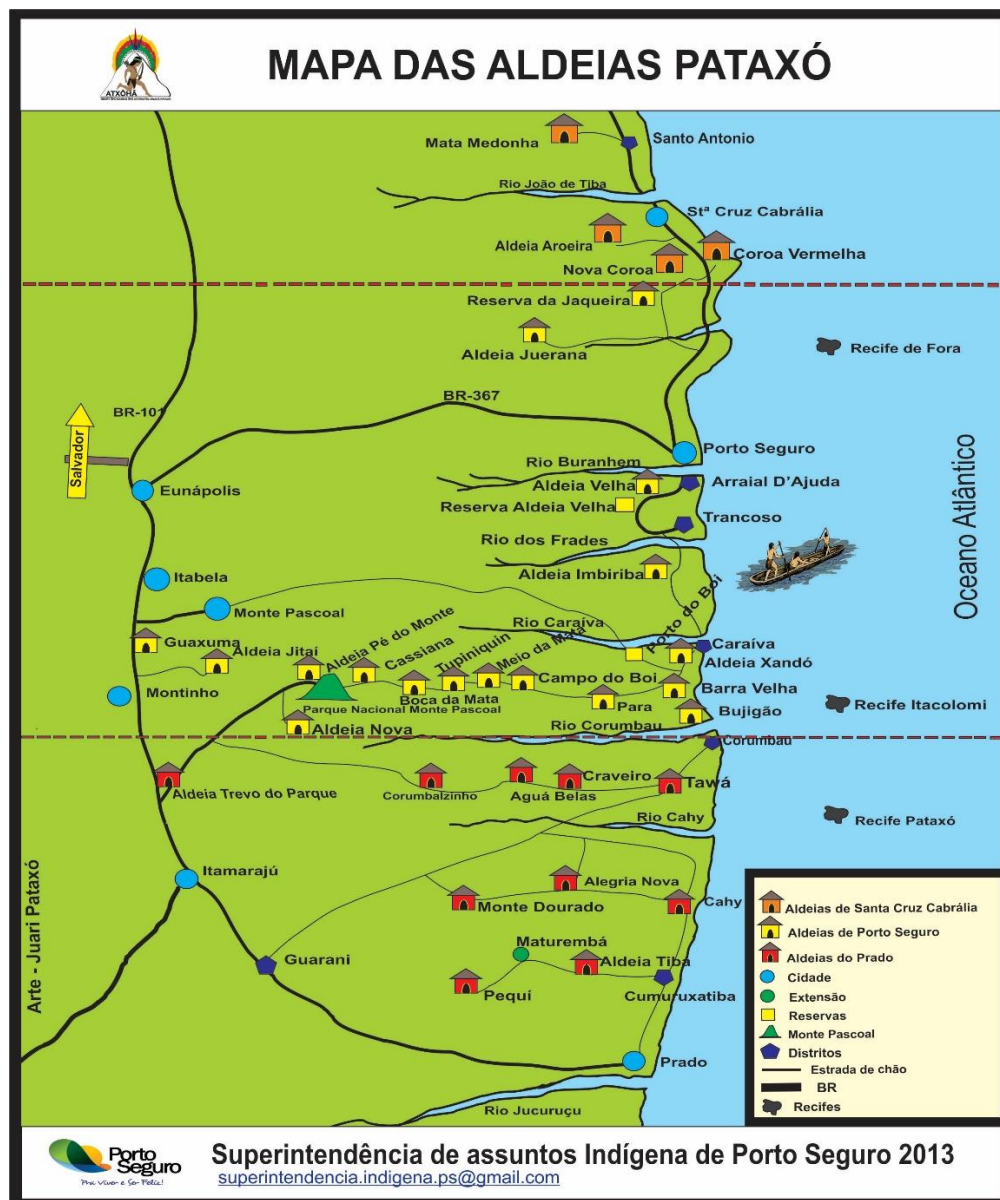 ATXÔHÃ
MAPA DAS ALDEIAS PATAXÓ
Mata Medonha
Santo Antonio
Rio João de Tiba
Stª Cruz Cabrália
Aldeia Aroeira
Nova Coroa
Coroa Vermelha
Reserva da Jaqueira
Aldeia Juerana
Recife de Fora
BR-367
BR-101
Salvador
Porto Seguro
Rio Buranhem
Eunápolis
Aldeia Velha
Arraial D'Ajuda
Reserva Aldeia Velha
Trancoso
Rio dos Frades
Aldeia Imbiriba
Oceano Atlântico
Itabela
Monte Pascoal
Rio Caraíva
Porto do Boi
Guaxuma
Aldeia Jitaí
Aldeia Pé do Monte
Cassiana
Tupiniquin
Meio da Mata
Caraíva
Aldeia Xandó
Montinho
Boca da Mata
Campo do Boi
Barra Velha
Parque Nacional Monte Pascoal
Para
Bujigão
Recife Itacolomi
Aldeia Nova
Rio Corumbau
Corumbau
Aldeia Trevo do Parque
Corumbalzinho
Aguá Belas
Craveiro
Tawá
Rio Cahy
Recife Pataxó
Itamarajú
Alegria Nova
Monte Dourado
Cahy
Guarani
Maturembá
Aldeia Tiba
Pequí
Cumuruxatiba
Prado
Rio Jucuruçu
Arte - Juari Pataxó
Aldeias de Santa Cruz Cabrália
Aldeias de Porto Seguro
Aldeias do Prado
Cidade
Extensão
Reservas
Monte Pascoal
Distritos
Estrada de chão
BR
Recifes
Porto
Seguro
Pra Viver e Ser Feliz!
Superintendência de assuntos Indígena de Porto Seguro 2013
superintendencia.indigena.ps@gmail.com